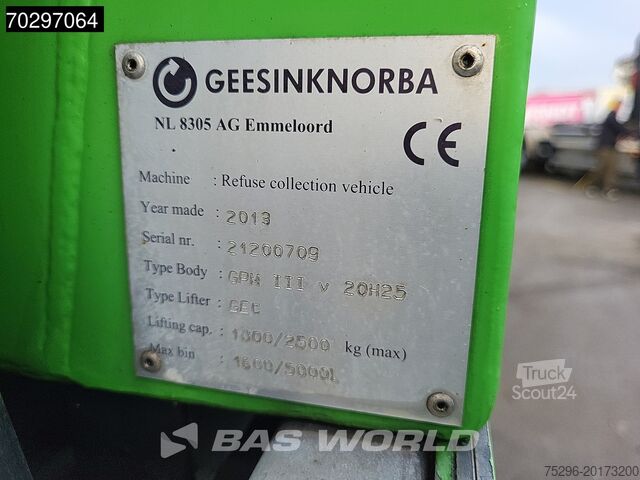 70297064
GEESINKNORBA
NL 8305 AG Emmeloord
CE
Machine : Refuse collection vehicle
Year made : 2013
Serial nr. : 21200709
Type Body : GPM III v 20H25
Type Lifter : GEC
Lifting cap. : 1300/2500 kg (max)
Max bin : 1600/5000L
Truck
Scout24
BAS WORLD
75296-20173200